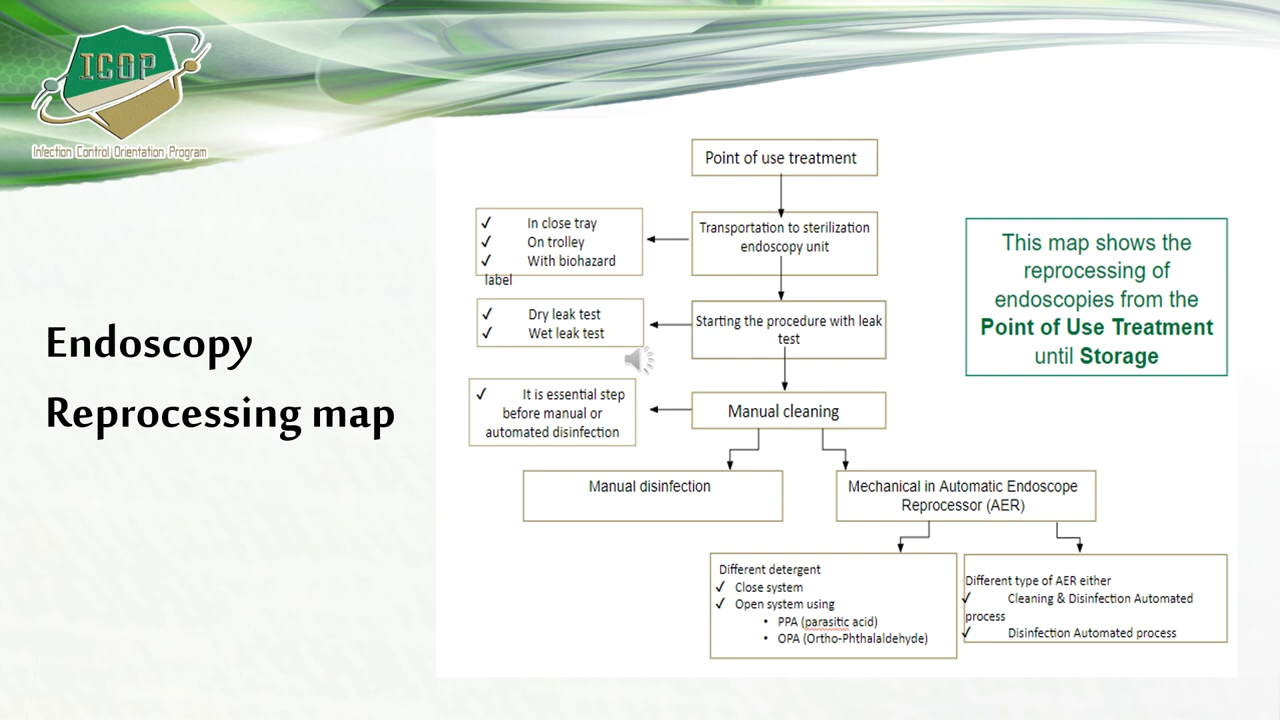 ICOP
Infection Control Orientation Program
Endoscopy
Reprocessing map
Point of use treatment
Transportation to sterilization
endoscopy unit
✓ In close tray
✓ On trolley
✓ With biohazard
label
Starting the procedure with leak
test
✓ Dry leak test
✓ Wet leak test
Manual cleaning
✓ It is essential step
before manual or
automated disinfection
Manual disinfection
Mechanical in Automatic Endoscope
Reprocessor (AER)
Different detergent
✓ Close system
✓ Open system using
• PPA (parasitic acid)
• OPA (Ortho-Phthalaldehyde)
Different type of AER either
✓ Cleaning & Disinfection Automated
process
✓ Disinfection Automated process
This map shows the
reprocessing of
endoscopies from the
Point of Use Treatment
until Storage